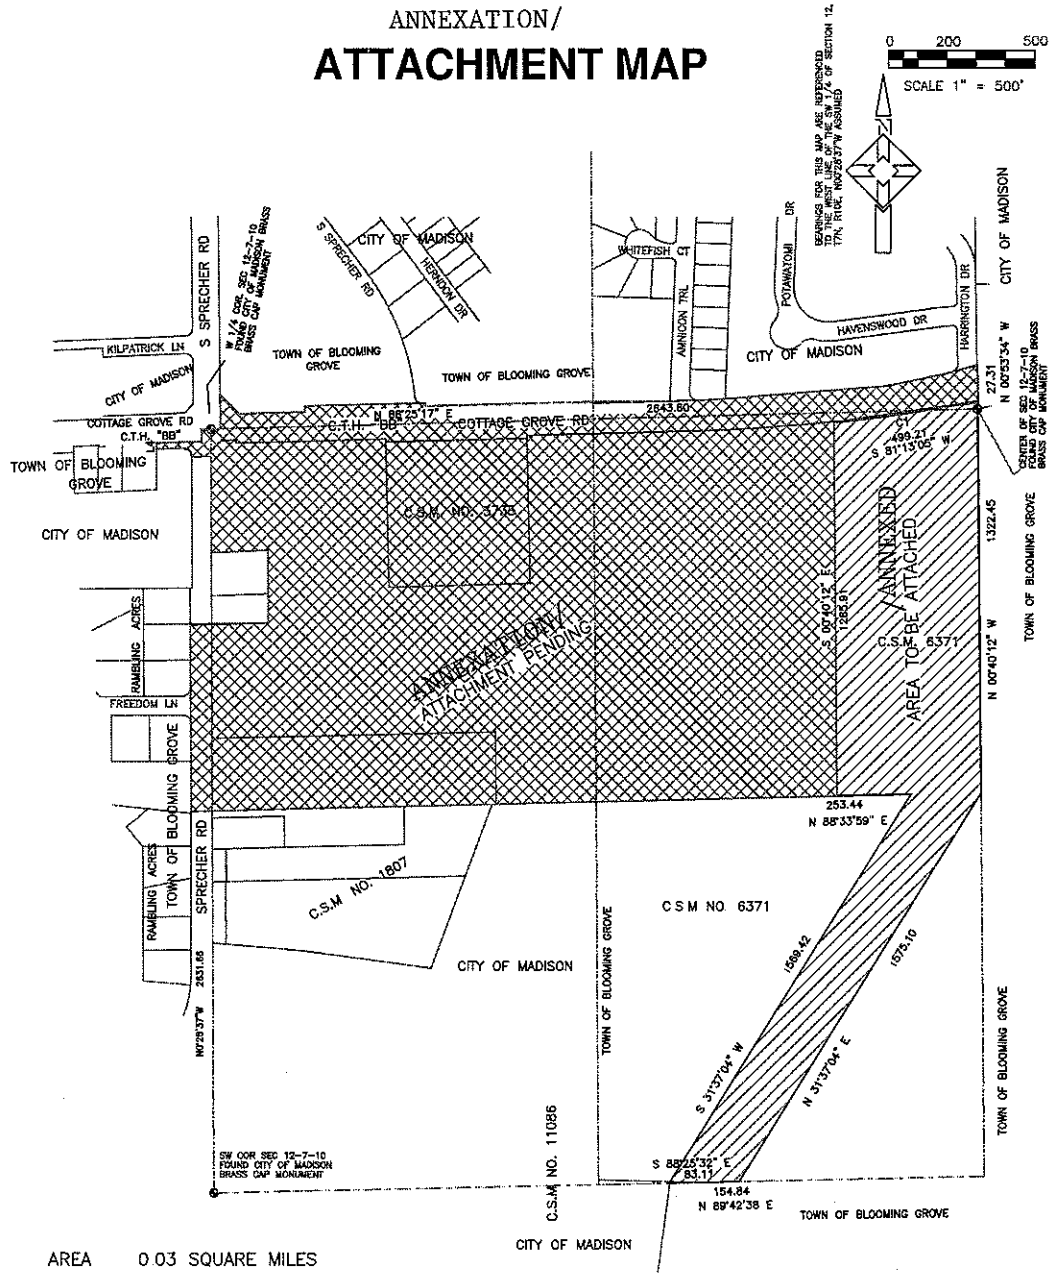 ANNEXATION/
ATTACHMENT MAP
BEARINGS FOR THIS MAP ARE REFERENCED
TO THE WEST LINE OF THE SW 1/4 OF SECTION 12,
T7N, R10E, N00°28'37"W ASSUMED
0 200 500
SCALE 1" = 500'
CITY OF MADISON
S SPRECHER RD
W 1/4 COR. SEC 12-7-10
FOUND CITY OF MADISON BRASS
BRASS CAP MONUMENT
S SPRECHER RD
CITY OF MADISON
HERNDON DR
WHITEFISH CT
AMNICON TRL
POTAWATOMI DR
HAVENSWOOD DR
HARRINGTON DR
KILPATRICK LN
TOWN OF BLOOMING
GROVE
CITY OF MADISON
TOWN OF BLOOMING GROVE
CITY OF MADISON
27.31
N 00°53'34" W
CENTER OF SEC 12-7-10
FOUND CITY OF MADISON BRASS
BRASS CAP MONUMENT
COTTAGE GROVE RD
C.T.H. "BB"
N 88°25'17" E
2643.60
C.T.H. "BB" COTTAGE GROVE RD
C1
499.21
S 81°13'05" W
TOWN OF BLOOMING
GROVE
CITY OF MADISON
C.S.M. NO. 3738
S 00°40'12" E
1285.91
AREA TO BE /ANNEXED
ATTACHED
C.S.M. 6371
1322.45
N 00°40'12" W
TOWN OF BLOOMING GROVE
RAMBLING ACRES
FREEDOM LN
ANNEXATION/
ATTACHMENT PENDING
TOWN OF BLOOMING GROVE
253.44
N 88°33'59" E
RAMBLING ACRES
SPRECHER RD
C.S.M NO. 1807
C S M NO. 6371
CITY OF MADISON
TOWN OF BLOOMING GROVE
1569.42
S 31°37'04" W
1575.10
N 31°37'04" E
2631.66
N0°28'37"W
TOWN OF BLOOMING GROVE
SW COR SEC 12-7-10
FOUND CITY OF MADISON
BRASS CAP MONUMENT
C.S.M. NO. 11086
S 88°25'32" E
83.11
154.84
N 89°42'38 E
TOWN OF BLOOMING GROVE
CITY OF MADISON
AREA 0.03 SQUARE MILES